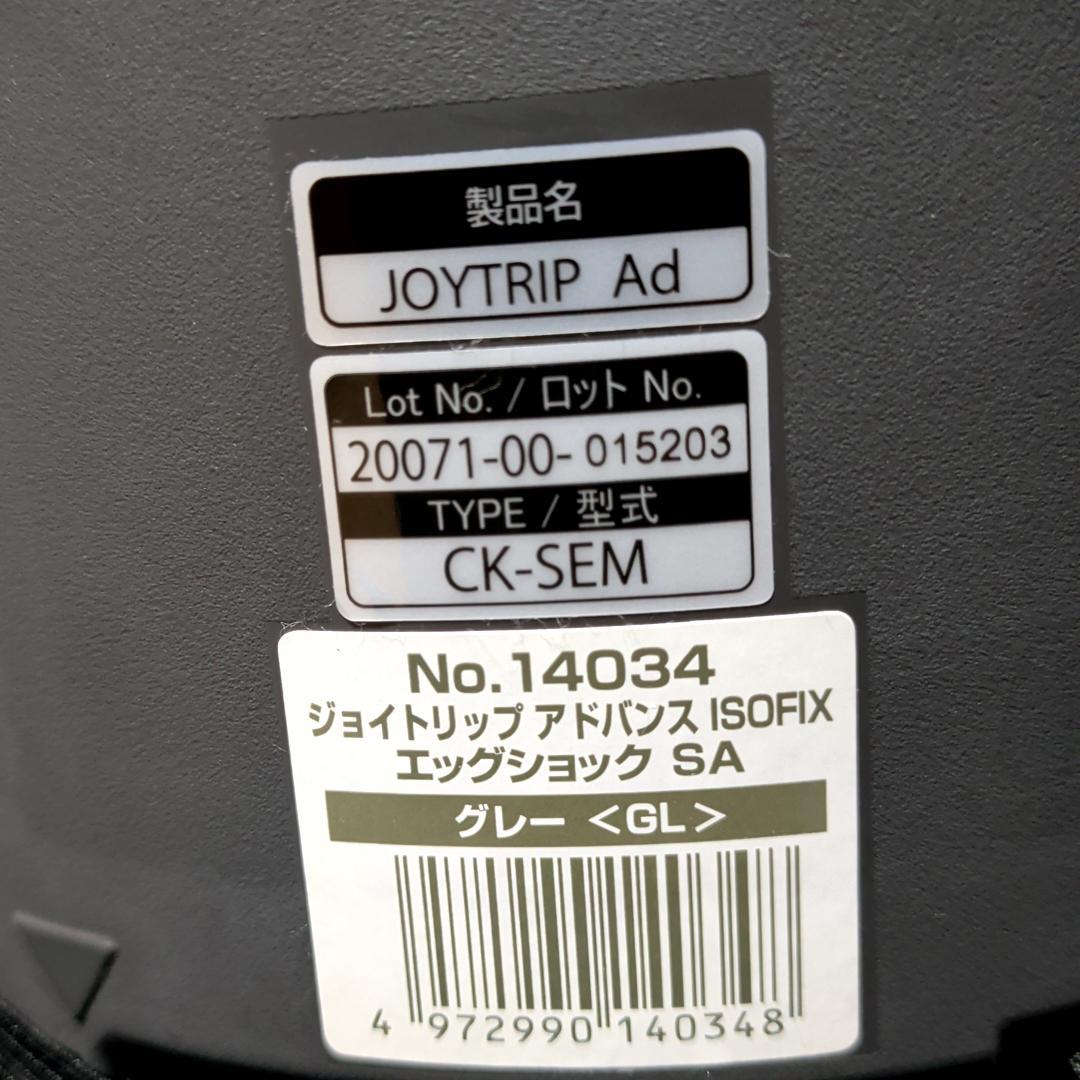 製品名
JOYTRIP Ad
Lot No. / ロット No.
20071-00-015203
TYPE / 型式
CK-SEM
No.14034
ジョイトリップ アドバンス ISOFIX
エッグショック SA
グレー <GL>
4 972990 140348